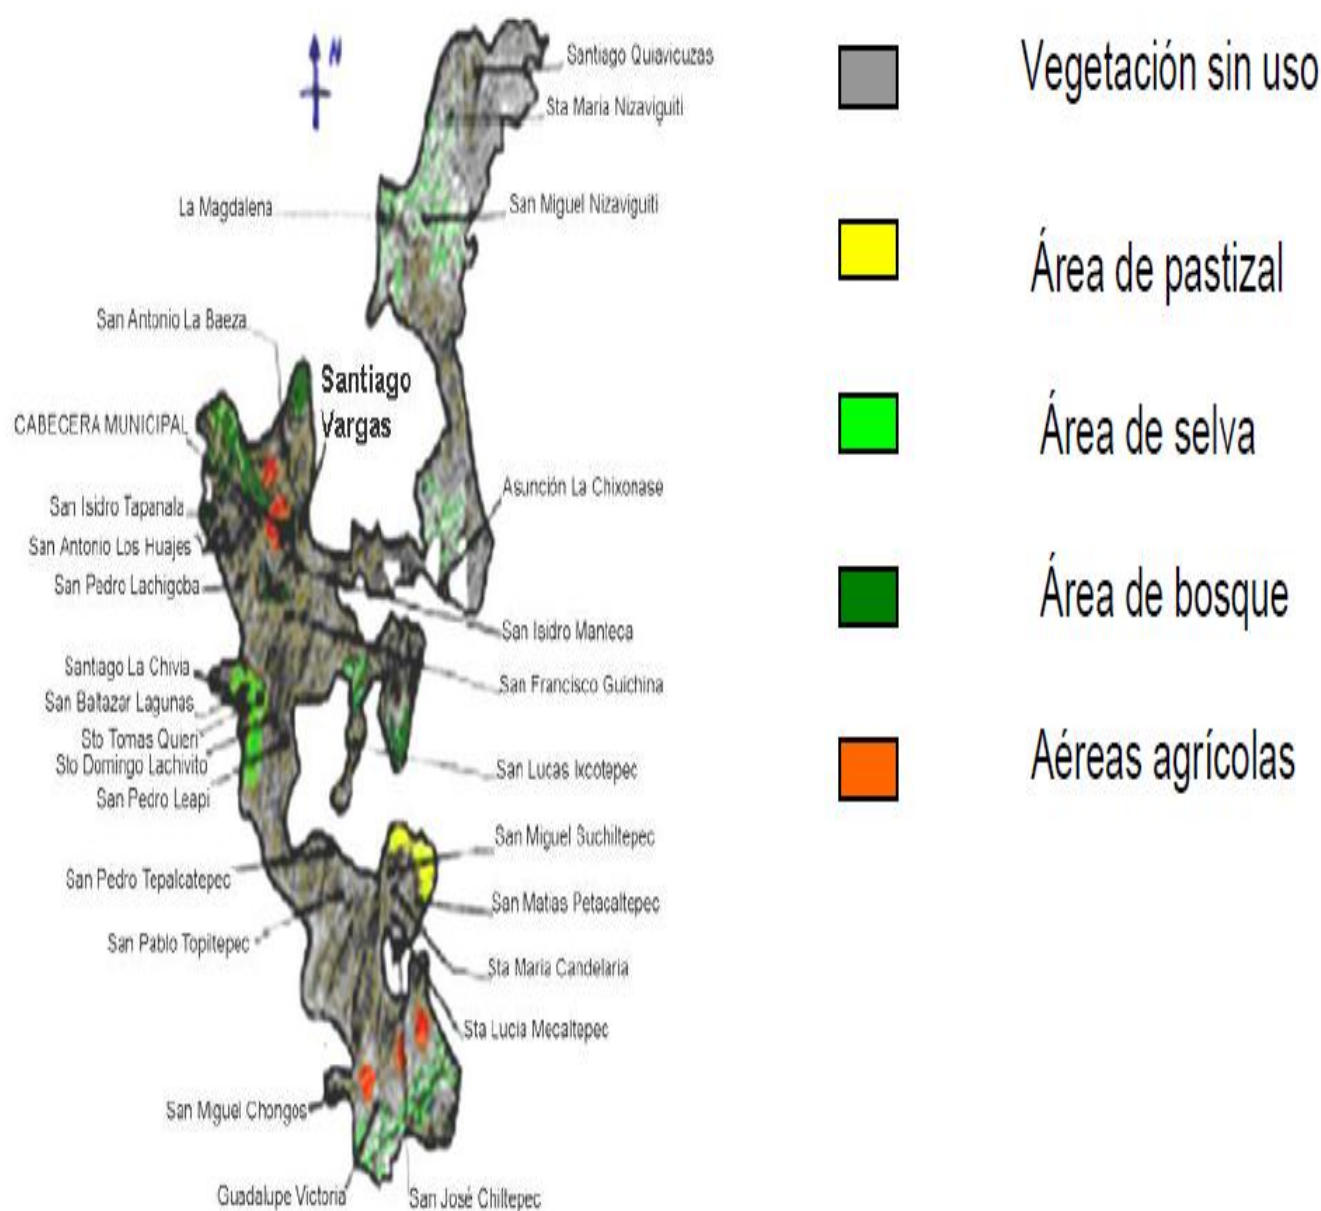 N
Santiago Quiavicuzas
Sta Maria Nizaviguiti
La Magdalena
San Miguel Nizaviguiti
San Antonio La Baeza
Santiago
Vargas
CABECERA MUNICIPAL
Asunción La Chixonase
San Isidro Tapanala
San Antonio Los Huajes
San Pedro Lachigoba
San Isidro Manteca
Santiago La Chivia
San Francisco Guichina
San Baltazar Lagunas
Sto Tomas Quieri
Sto Domingo Lachivito
San Lucas Ixcotepec
San Pedro Leapi
San Miguel Suchiltepec
San Pedro Tepalcatepec
San Matias Petacaltepec
San Pablo Topiltepec
Sta Maria Candelaria
Sta Lucia Mecaltepec
San Miguel Chongos
Guadalupe Victoria
San José Chiltepec
Vegetación sin uso
Área de pastizal
Área de selva
Área de bosque
Aéreas agrícolas